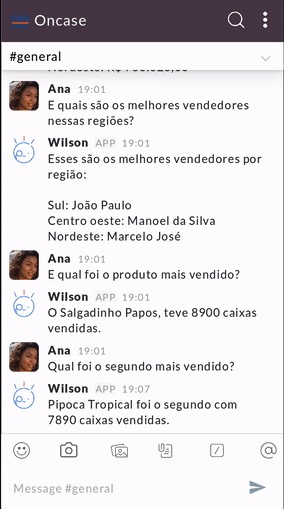 Oncase
#general
Ana 19:01
E quais são os melhores vendedores
nessas regiões?
Wilson APP 19:01
Esses são os melhores vendedores por
região:
Sul: João Paulo
Centro oeste: Manoel da Silva
Nordeste: Marcelo José
Ana 19:01
E qual foi o produto mais vendido?
Wilson APP 19:01
O Salgadinho Papos, teve 8900 caixas
vendidas.
Ana 19:01
Qual foi o segundo mais vendido?
Wilson APP 19:07
Pipoca Tropical foi o segundo com
7890 caixas vendidas.
Message #general